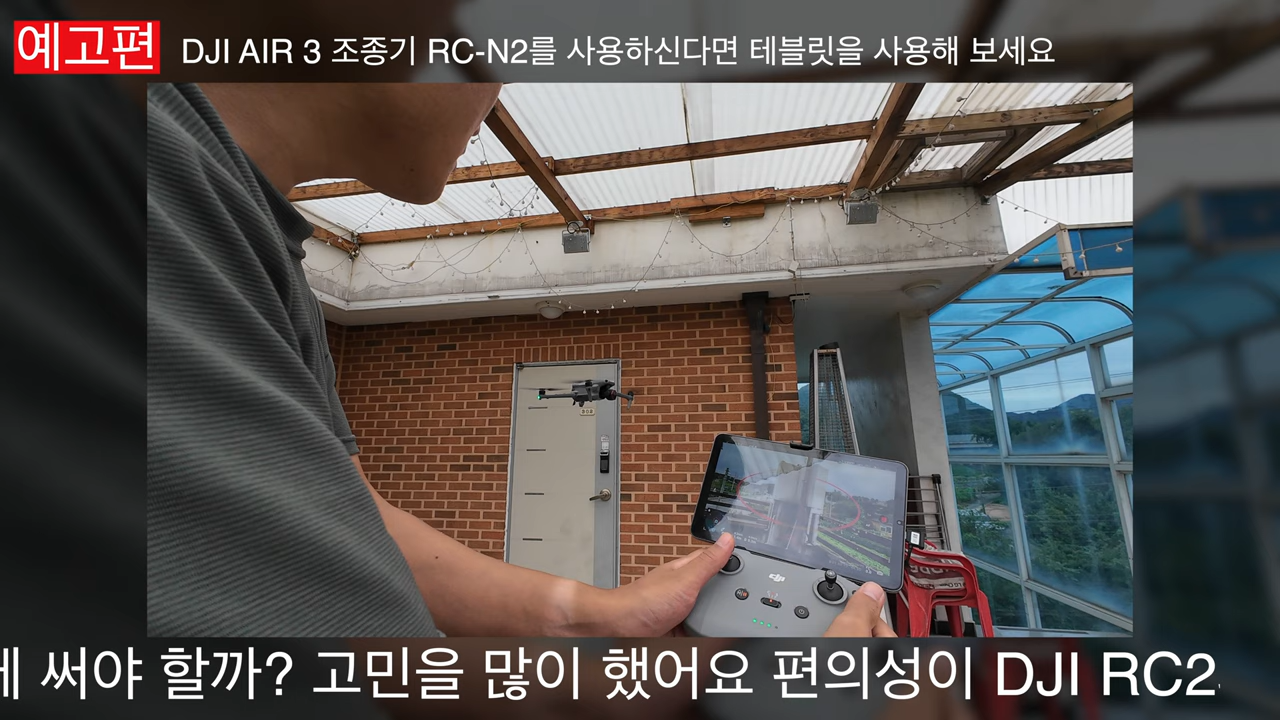 예고편 DJI AIR 3 조종기 RC-N2를 사용하신다면 테블릿을 사용해 보세요
dji
써야 할까? 고민을 많이 했어요 편의성이 DJI RC2